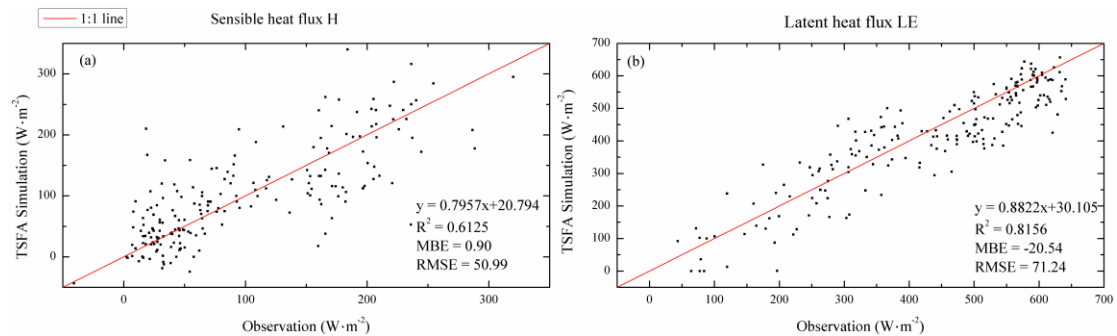 1:1 line
Sensible heat flux H
Latent heat flux LE
(a)
TSFA Simulation (W·m⁻²)
300
200
100
0
y = 0.7957x+20.794
R² = 0.6125
MBE = 0.90
RMSE = 50.99
0 100 200 300
Observation (W·m⁻²)
(b)
TSFA Simulation (W·m⁻²)
700
600
500
400
300
200
100
0
y = 0.8822x+30.105
R² = 0.8156
MBE = -20.54
RMSE = 71.24
0 100 200 300 400 500 600 700
Observation (W·m⁻²)